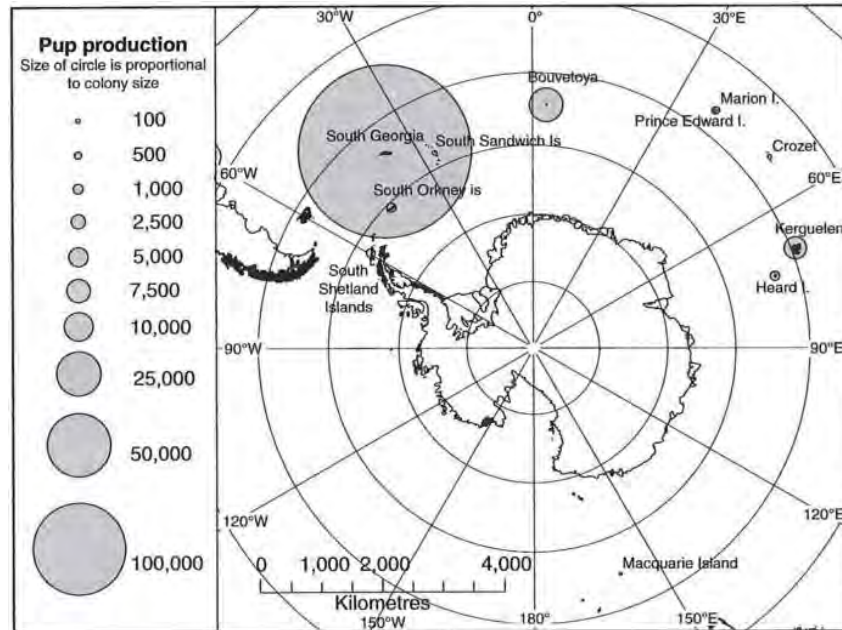 Pup production
Size of circle is proportional
to colony size
100
500
1,000
2,500
5,000
7,500
10,000
25,000
50,000
100,000
30°W
0°
30°E
Bouvetoya
Marion I.
Prince Edward I.
South Georgia
South Sandwich Is
Crozet
60°W
60°E
South Orkney is
Kerguelen
South
Shetland
Islands
Heard I.
90°W
90°E
120°W
120°E
0 1,000 2,000 4,000
Kilometres
Macquarie Island
150°W
180°
150°E